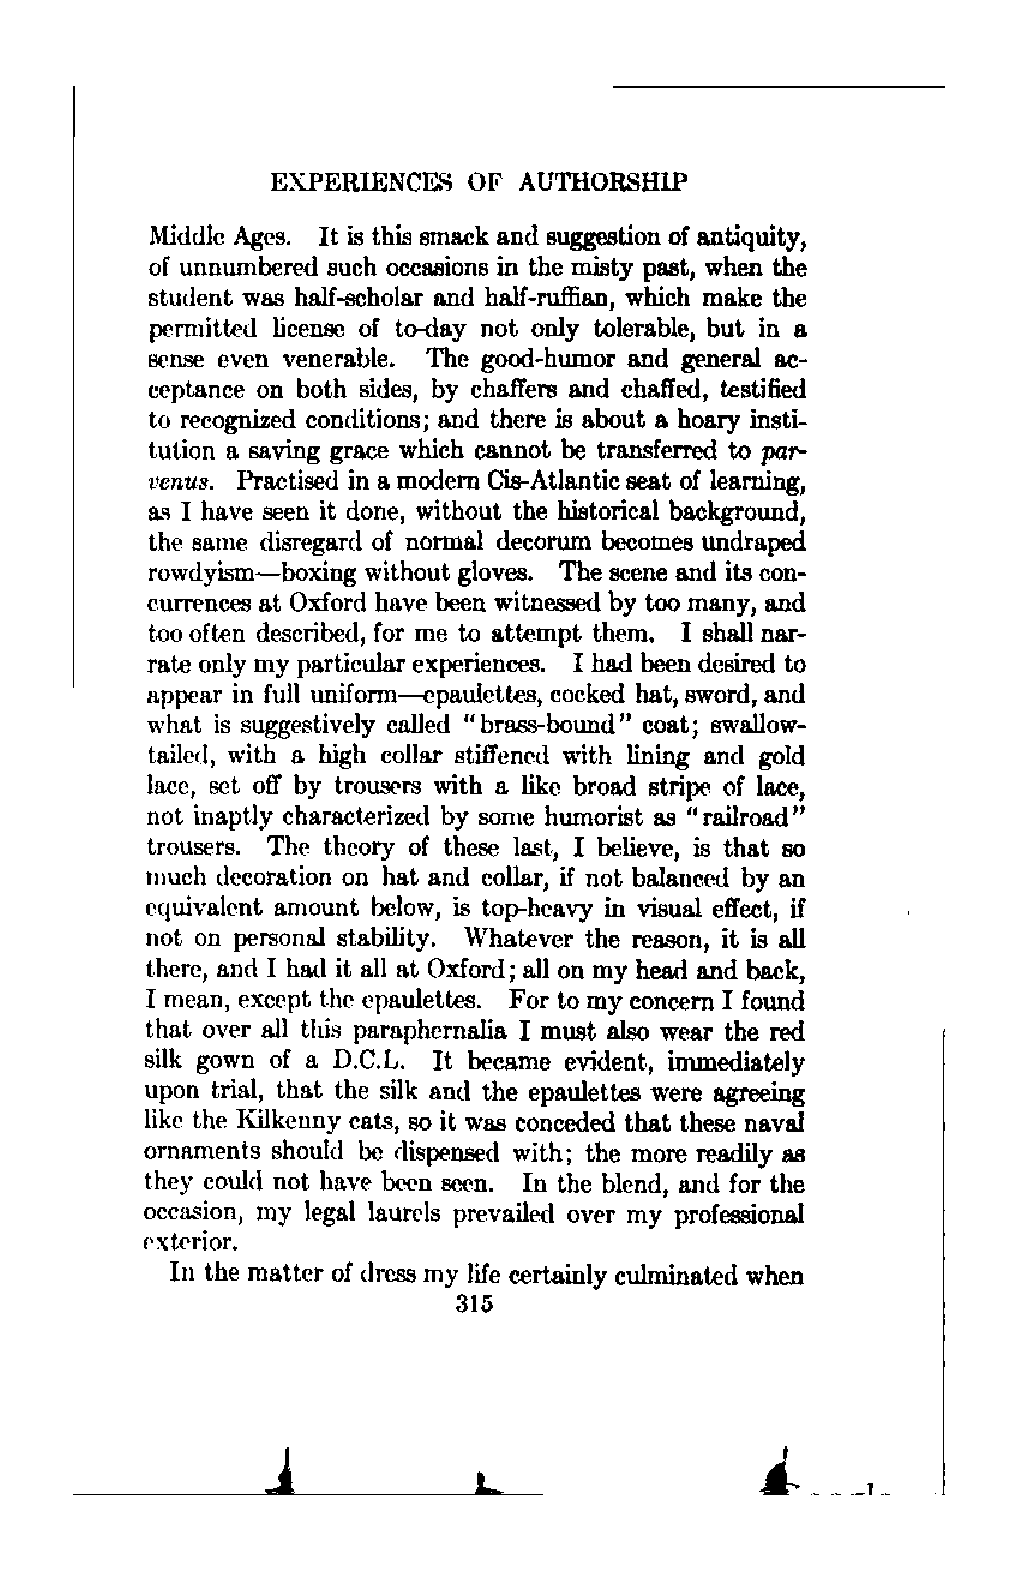 EXPERIENCES OF AUTHORSHIP
Middle Ages. It is this smack and suggestion of antiquity,
of unnumbered such occasions in the misty past, when the
student was half-scholar and half-ruffian, which make the
permitted license of to-day not only tolerable, but in a
sense even venerable. The good-humor and general ac-
ceptance on both sides, by chaffers and chaffed, testified
to recognized conditions; and there is about a hoary insti-
tution a saving grace which cannot be transferred to par-
venus. Practised in a modern Cis-Atlantic seat of learning,
as I have seen it done, without the historical background,
the same disregard of normal decorum becomes undraped
rowdyism—boxing without gloves. The scene and its con-
currences at Oxford have been witnessed by too many, and
too often described, for me to attempt them. I shall nar-
rate only my particular experiences. I had been desired to
appear in full uniform—epaulettes, cocked hat, sword, and
what is suggestively called "brass-bound" coat; swallow-
tailed, with a high collar stiffened with lining and gold
lace, set off by trousers with a like broad stripe of lace,
not inaptly characterized by some humorist as "railroad"
trousers. The theory of these last, I believe, is that so
much decoration on hat and collar, if not balanced by an
equivalent amount below, is top-heavy in visual effect, if
not on personal stability. Whatever the reason, it is all
there, and I had it all at Oxford; all on my head and back,
I mean, except the epaulettes. For to my concern I found
that over all this paraphernalia I must also wear the red
silk gown of a D.C.L. It became evident, immediately
upon trial, that the silk and the epaulettes were agreeing
like the Kilkenny cats, so it was conceded that these naval
ornaments should be dispensed with; the more readily as
they could not have been seen. In the blend, and for the
occasion, my legal laurels prevailed over my professional
exterior.
In the matter of dress my life certainly culminated when
315